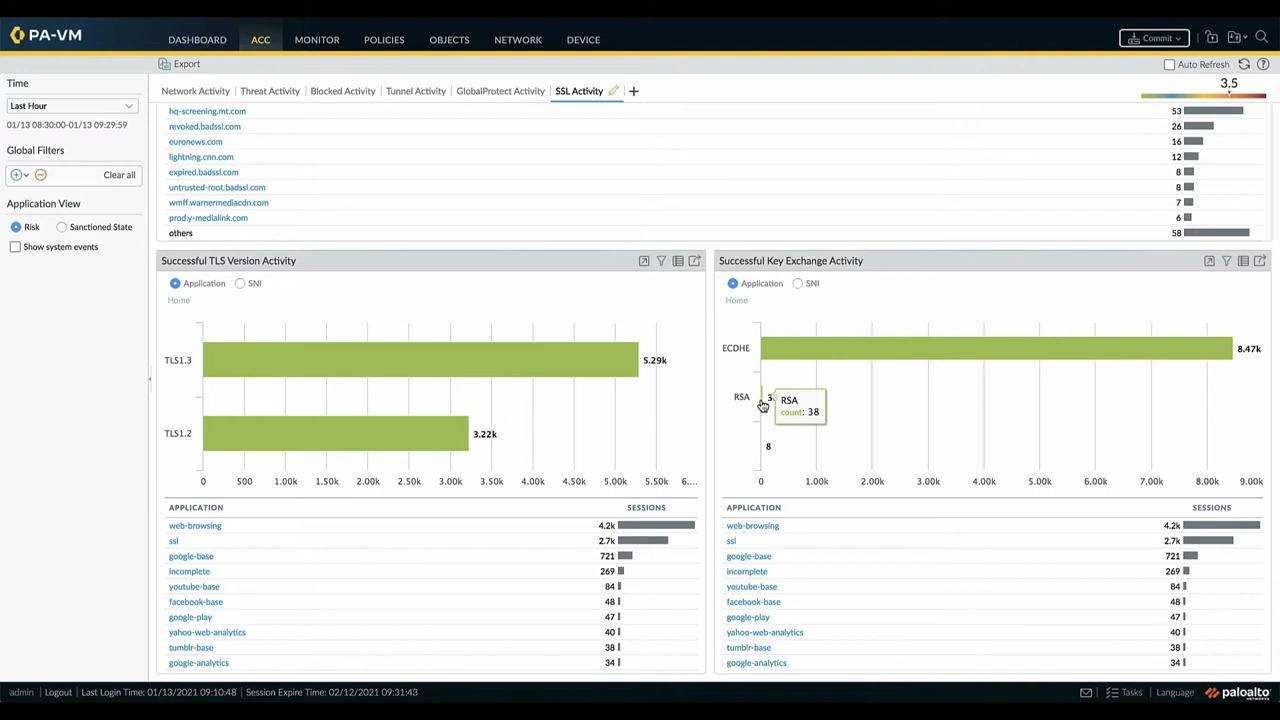 PA-VM
DASHBOARD ACC MONITOR POLICIES OBJECTS NETWORK DEVICE
Commit
Export
Auto Refresh
Time
Last Hour
01/13 08:30:00-01/13 09:29:59
Global Filters
Clear all
Application View
Risk Sanctioned State
Show system events
Network Activity Threat Activity Blocked Activity Tunnel Activity GlobalProtect Activity SSL Activity
3.5
hq-screening.mt.com 53
revoked.badssl.com 26
euronews.com 16
lightning.cnn.com 12
expired.badssl.com 8
untrusted-root.badssl.com 8
wmff.warnermediacdn.com 7
prod.y-medialink.com 6
others 58
Successful TLS Version Activity
Application SNI
Home
TLS1.3 5.29k
TLS1.2 3.22k
0 500 1.00k 1.50k 2.00k 2.50k 3.00k 3.50k 4.00k 4.50k 5.00k 5.50k 6....
APPLICATION SESSIONS
web-browsing 4.2k
ssl 2.7k
google-base 721
incomplete 269
youtube-base 84
facebook-base 48
google-play 47
yahoo-web-analytics 40
tumblr-base 38
google-analytics 34
Successful Key Exchange Activity
Application SNI
Home
ECDHE 8.47k
RSA
RSA
count: 38
8
0 1.00k 2.00k 3.00k 4.00k 5.00k 6.00k 7.00k 8.00k 9.00k
APPLICATION SESSIONS
web-browsing 4.2k
ssl 2.7k
google-base 721
incomplete 269
youtube-base 84
facebook-base 48
google-play 47
yahoo-web-analytics 40
tumblr-base 38
google-analytics 34
admin Logout Last Login Time: 01/13/2021 09:10:48 Session Expire Time: 02/12/2021 09:31:43
Tasks Language paloalto NETWORKS